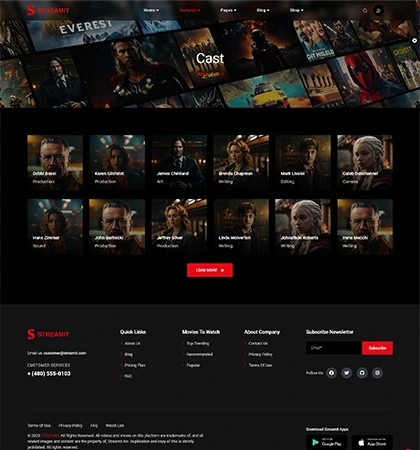 STREAMIT
Home Features Pages Blog Shop
EVEREST
Cast
Debbi Bossi
Production
Karen Gilchrist
Production
James Chinlund
Art
Brenda Chapman
Writing
Mark Livolsi
Editing
Caleb Deschannel
Camera
Hans Zimmer
Sound
John Bartnicki
Production
Jeffrey Silver
Production
Linda Wolverton
Writing
Johnathon Roberts
Writing
Irene Mecchi
Writing
LOAD MORE
STREAMIT
Email us: customer@streamit.com
CUSTOMER SERVICES
+ (480) 555-0103
Quick Links
About Us
Blog
Pricing Plan
FAQ
Movies To Watch
Top Trending
Recommended
Popular
About Company
Contact Us
Privacy Policy
Terms Of Use
Subscribe Newsletter
Email* Subscribe
Follow Us:
Terms Of Use Privacy Policy FAQ Watch List
© 2023 STREAMIT. All Rights Reserved. All videos and shows on this platform are trademarks of, and all
related images and content are the property of, Streamit Inc. Duplication and copy of this is strictly
prohibited. All rights reserved.
Download Streamit Apps
Google Play
App Store